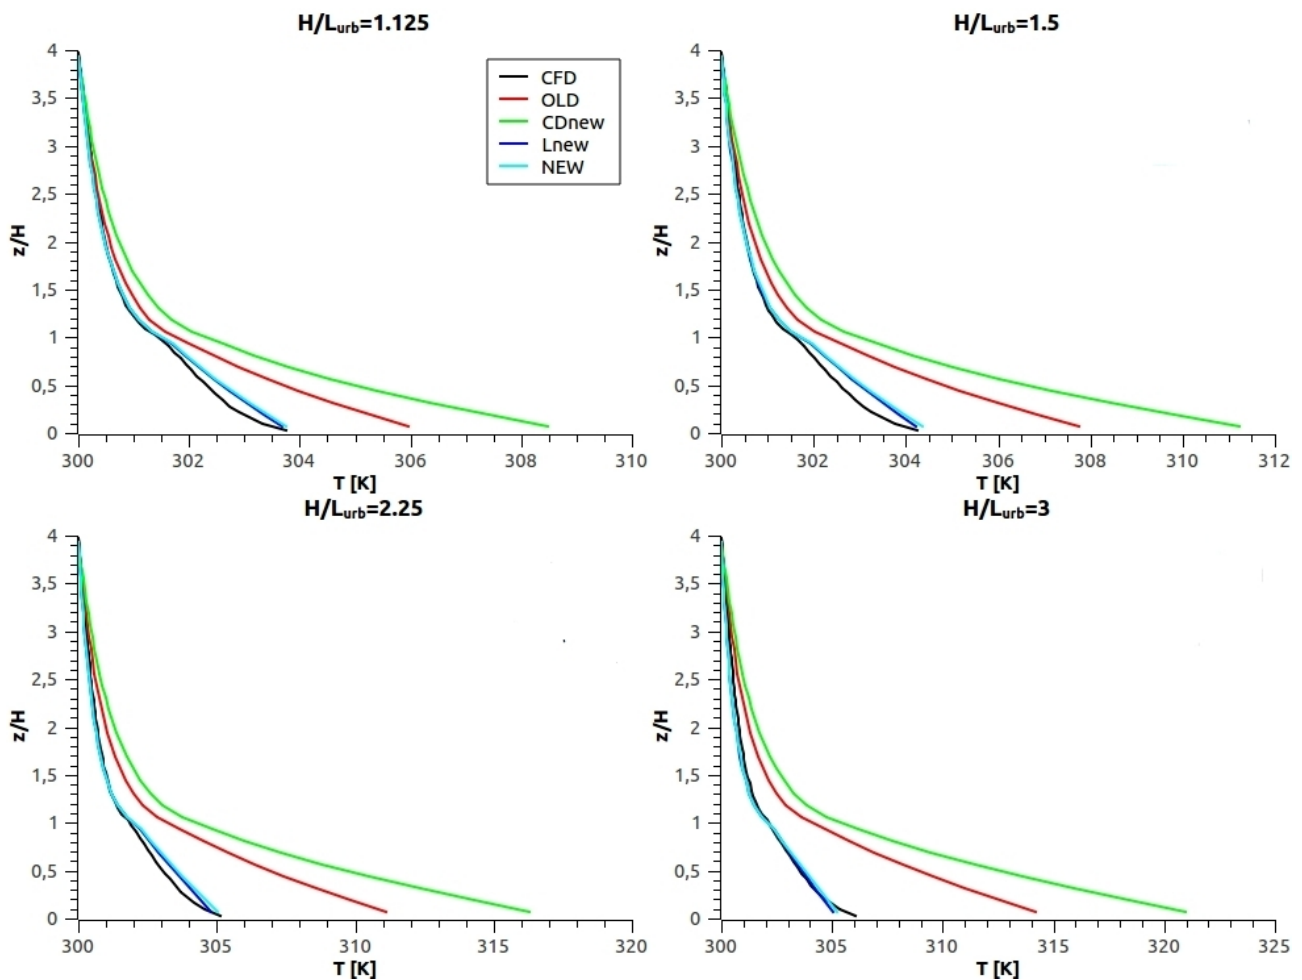 H/Lurb=1.125
4
3,5
3
2,5
2
1,5
1
0,5
0
z/H
300 302 304 306 308 310
T [K]
CFD
OLD
CDnew
Lnew
NEW
H/Lurb=1.5
4
3,5
3
2,5
2
1,5
1
0,5
0
z/H
300 302 304 306 308 310 312
T [K]
H/Lurb=2.25
4
3,5
3
2,5
2
1,5
1
0,5
0
z/H
300 305 310 315 320
T [K]
H/Lurb=3
4
3,5
3
2,5
2
1,5
1
0,5
0
z/H
300 305 310 315 320 325
T [K]